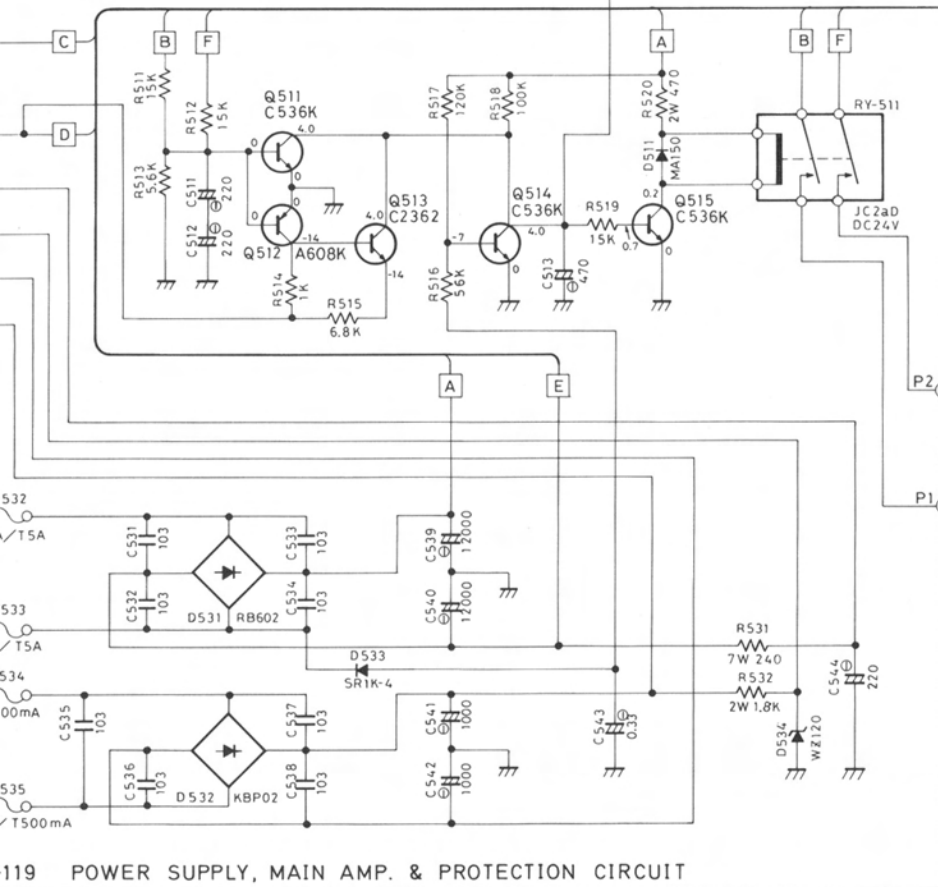 C
B
F
A
B
F
R511
15K
R512
15K
Q511
C536K
4.0
R517
120K
R518
100K
R520
2W 470
RY-511
D
R513
5.6K
0
0
C511
220
C512
220
0
0
Q512
A608K
-14
4.0
Q513
C2362
-14
Q514
C536K
4.0
-7
0
D511
MA150
0.2
Q515
C536K
R519
15K
0.7
0
JC2aD
DC24V
R514
1K
R515
6.8K
R516
56K
C513
470
A
E
P2
P1
532
A/T5A
C531
103
C533
103
C539
12000
C532
103
C534
103
C540
12000
D531
RB602
533
/T5A
D533
SR1K-4
R531
7W 240
R532
2W 1.8K
C544
220
534
00mA
C535
103
C537
103
C541
1000
C543
0.33
D534
WZ120
C536
103
C538
103
C542
1000
D532
KBP02
535
/T500mA
-119 POWER SUPPLY, MAIN AMP. & PROTECTION CIRCUIT